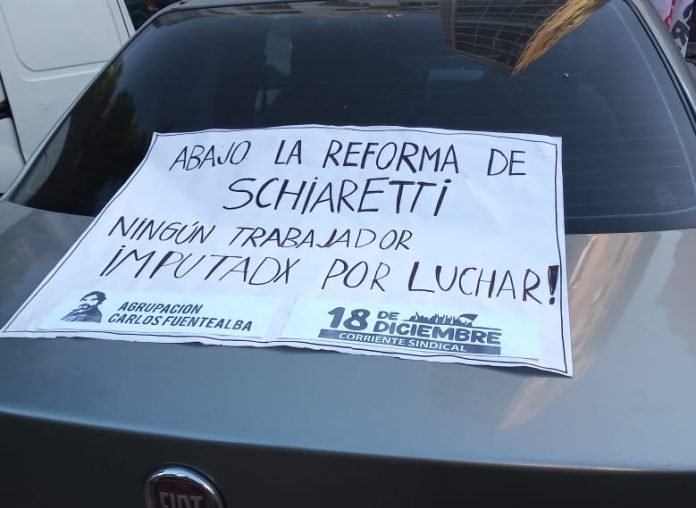 ABAJO LA REFORMA DE
SCHIARETTI
NINGÚN TRABAJADOR
IMPUTADX POR LUCHAR!
AGRUPACION
CARLOS FUENTEALBA
18 DE
DICIEMBRE
CORRIENTE SINDICAL
FIAT